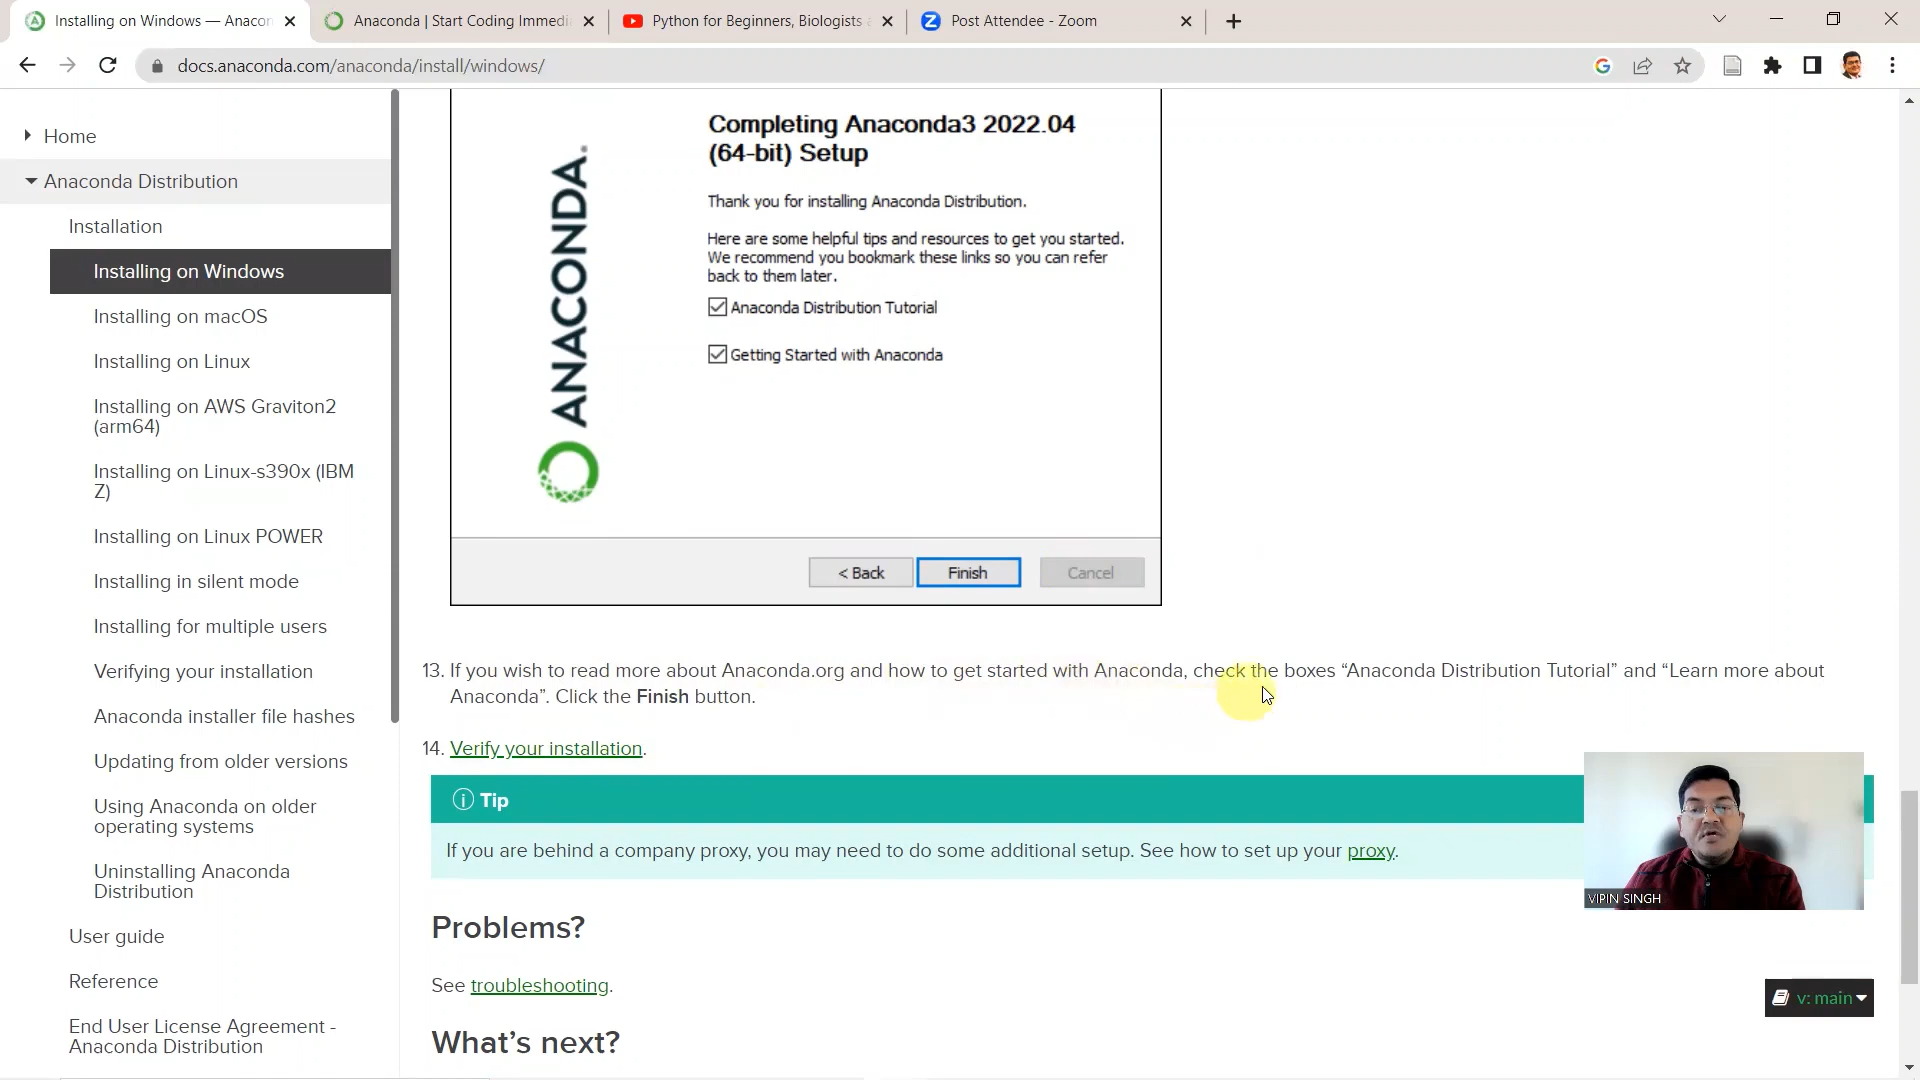 Installing on Windows — Anacon
Anaconda | Start Coding Immedi
Python for Beginners, Biologists a
Post Attendee - Zoom
docs.anaconda.com/anaconda/install/windows/
Home
Anaconda Distribution
Installation
Installing on Windows
Installing on macOS
Installing on Linux
Installing on AWS Graviton2
(arm64)
Installing on Linux-s390x (IBM
Z)
Installing on Linux POWER
Installing in silent mode
Installing for multiple users
Verifying your installation
Anaconda installer file hashes
Updating from older versions
Using Anaconda on older
operating systems
Uninstalling Anaconda
Distribution
User guide
Reference
End User License Agreement -
Anaconda Distribution
ANACONDA.
Completing Anaconda3 2022.04
(64-bit) Setup
Thank you for installing Anaconda Distribution.
Here are some helpful tips and resources to get you started.
We recommend you bookmark these links so you can refer
back to them later.
Anaconda Distribution Tutorial
Getting Started with Anaconda
< Back
Finish
Cancel
13. If you wish to read more about Anaconda.org and how to get started with Anaconda, check the boxes “Anaconda Distribution Tutorial” and “Learn more about
Anaconda”. Click the Finish button.
14. Verify your installation.
Tip
If you are behind a company proxy, you may need to do some additional setup. See how to set up your proxy.
Problems?
See troubleshooting.
What’s next?
VIPIN SINGH
v: main